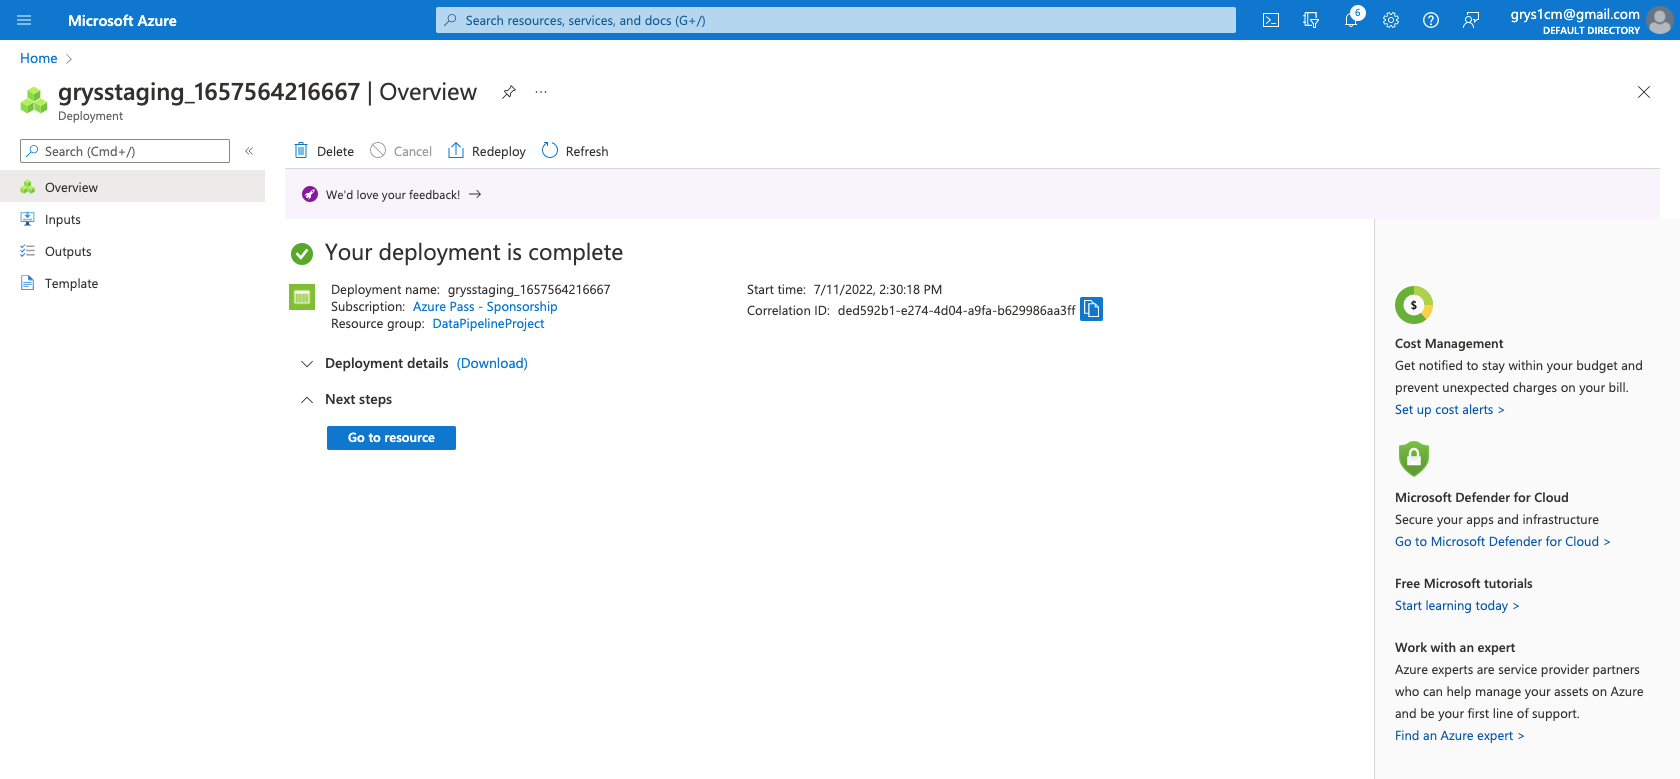 Microsoft Azure
Search resources, services, and docs (G+/)
6
grys1cm@gmail.com
DEFAULT DIRECTORY
Home >
grysstaging_1657564216667 | Overview
...
Deployment
Search (Cmd+/)
«
Delete
Cancel
Redeploy
Refresh
Overview
Inputs
Outputs
Template
We'd love your feedback! →
Your deployment is complete
Deployment name: grysstaging_1657564216667
Subscription: Azure Pass - Sponsorship
Resource group: DataPipelineProject
Start time: 7/11/2022, 2:30:18 PM
Correlation ID: ded592b1-e274-4d04-a9fa-b629986aa3ff
Deployment details (Download)
Next steps
Go to resource
$
Cost Management
Get notified to stay within your budget and
prevent unexpected charges on your bill.
Set up cost alerts >
Microsoft Defender for Cloud
Secure your apps and infrastructure
Go to Microsoft Defender for Cloud >
Free Microsoft tutorials
Start learning today >
Work with an expert
Azure experts are service provider partners
who can help manage your assets on Azure
and be your first line of support.
Find an Azure expert >